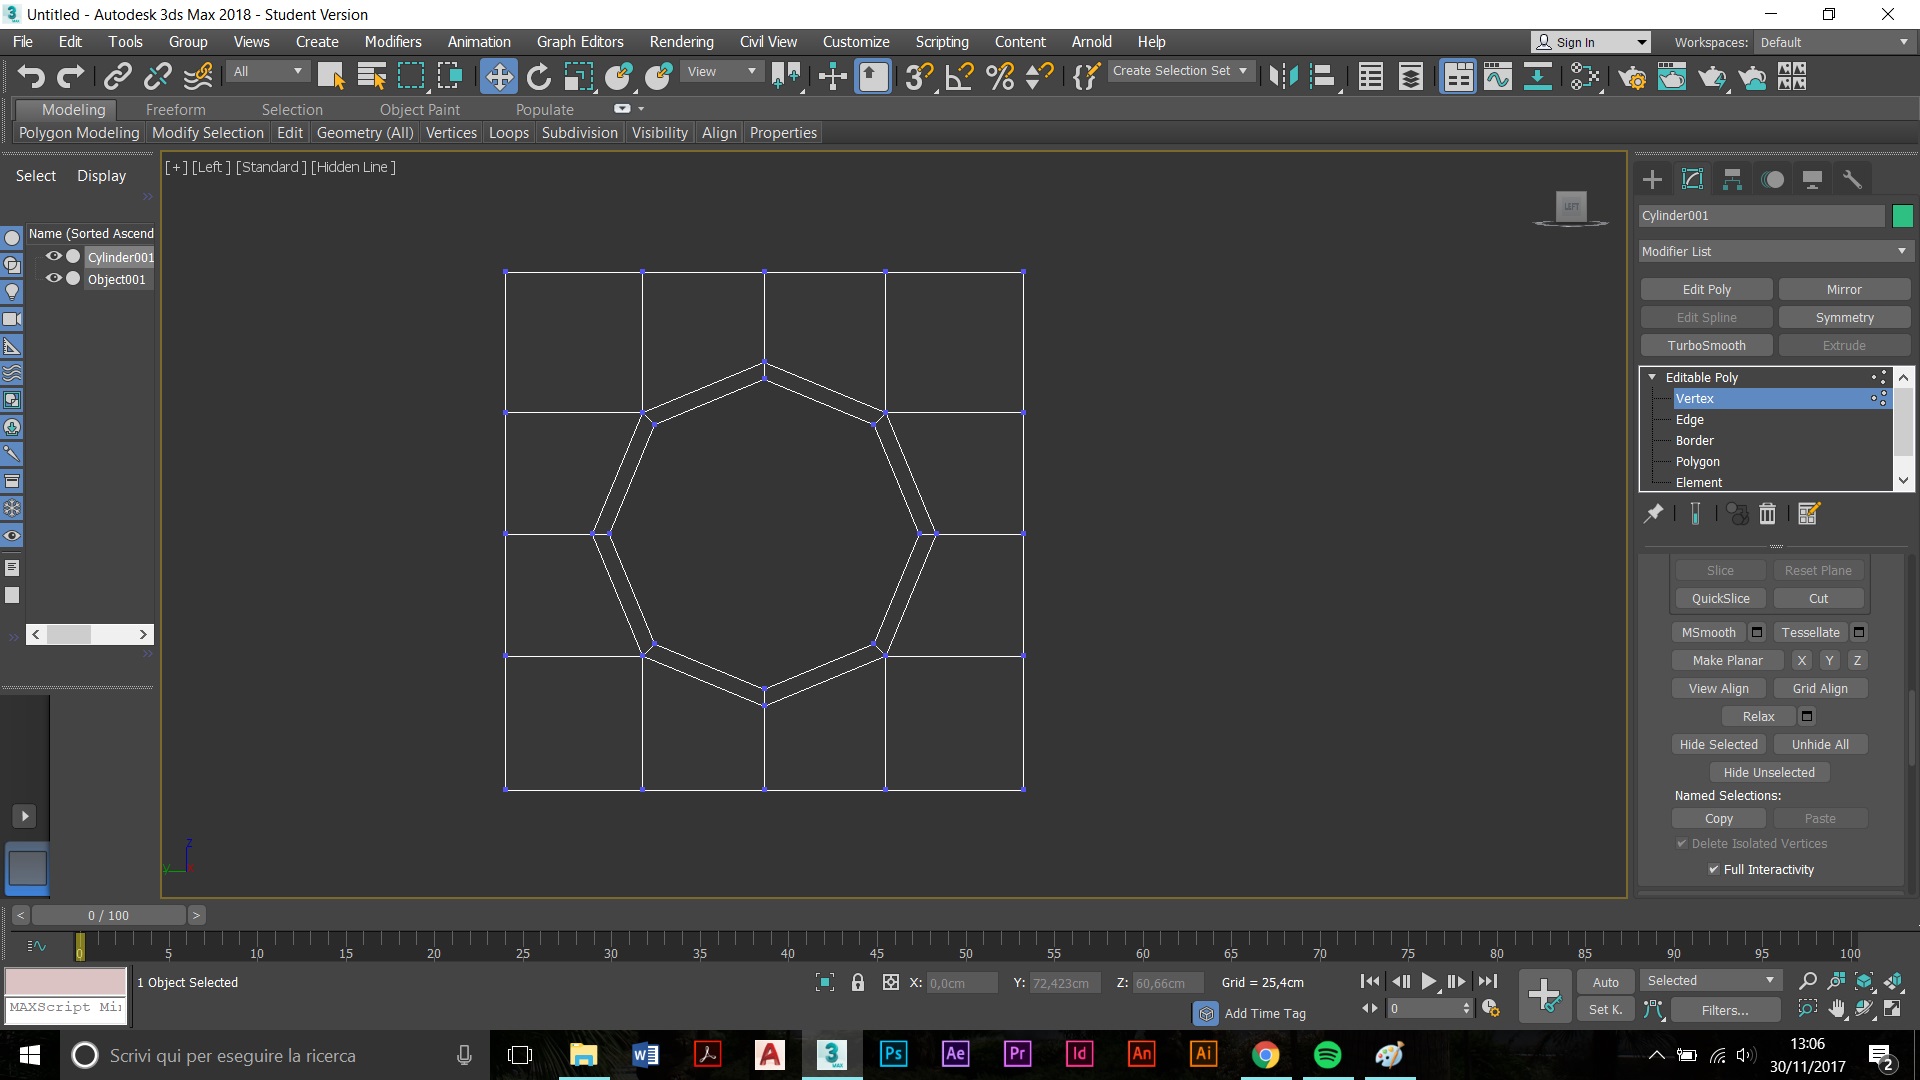 Untitled - Autodesk 3ds Max 2018 - Student Version
File Edit Tools Group Views Create Modifiers Animation Graph Editors Rendering Civil View Customize Scripting Content Arnold Help Sign In Workspaces: Default
All View Create Selection Set
Modeling Freeform Selection Object Paint Populate
Polygon Modeling Modify Selection Edit Geometry (All) Vertices Loops Subdivision Visibility Align Properties
[+] [Left ] [Standard ] [Hidden Line ]
Select Display
LEFT
Name (Sorted Ascend
Cylinder001
Object001
Cylinder001
Modifier List
Edit Poly Mirror
Edit Spline Symmetry
TurboSmooth Extrude
Editable Poly
Vertex
Edge
Border
Polygon
Element
Slice Reset Plane
QuickSlice Cut
MSmooth Tessellate
Make Planar X Y Z
View Align Grid Align
Relax
Hide Selected Unhide All
Hide Unselected
Named Selections:
Copy Paste
Delete Isolated Vertices
Full Interactivity
z
y
< 0 / 100 >
0 5 10 15 20 25 30 35 40 45 50 55 60 65 70 75 80 85 90 95 100
1 Object Selected X: 0,0cm Y: 72,423cm Z: 60,66cm Grid = 25,4cm Auto Selected
MAXScript Mi
Add Time Tag 0 Set K. Filters...
Scrivi qui per eseguire la ricerca
Ps Ae Pr Id An Ai
13:06
30/11/2017
2